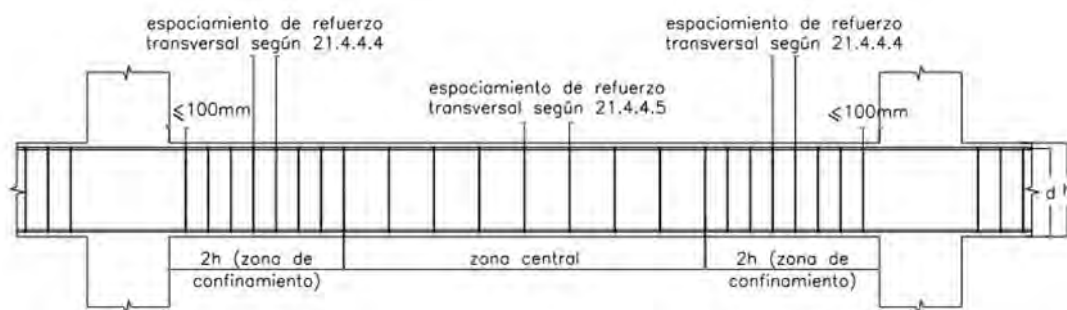 espaciamiento de refuerzo
transversal según 21.4.4.4
espaciamiento de refuerzo
transversal según 21.4.4.4
espaciamiento de refuerzo
transversal según 21.4.4.5
≤100mm
≤100mm
d
h
2h (zona de
confinamiento)
zona central
2h (zona de
confinamiento)